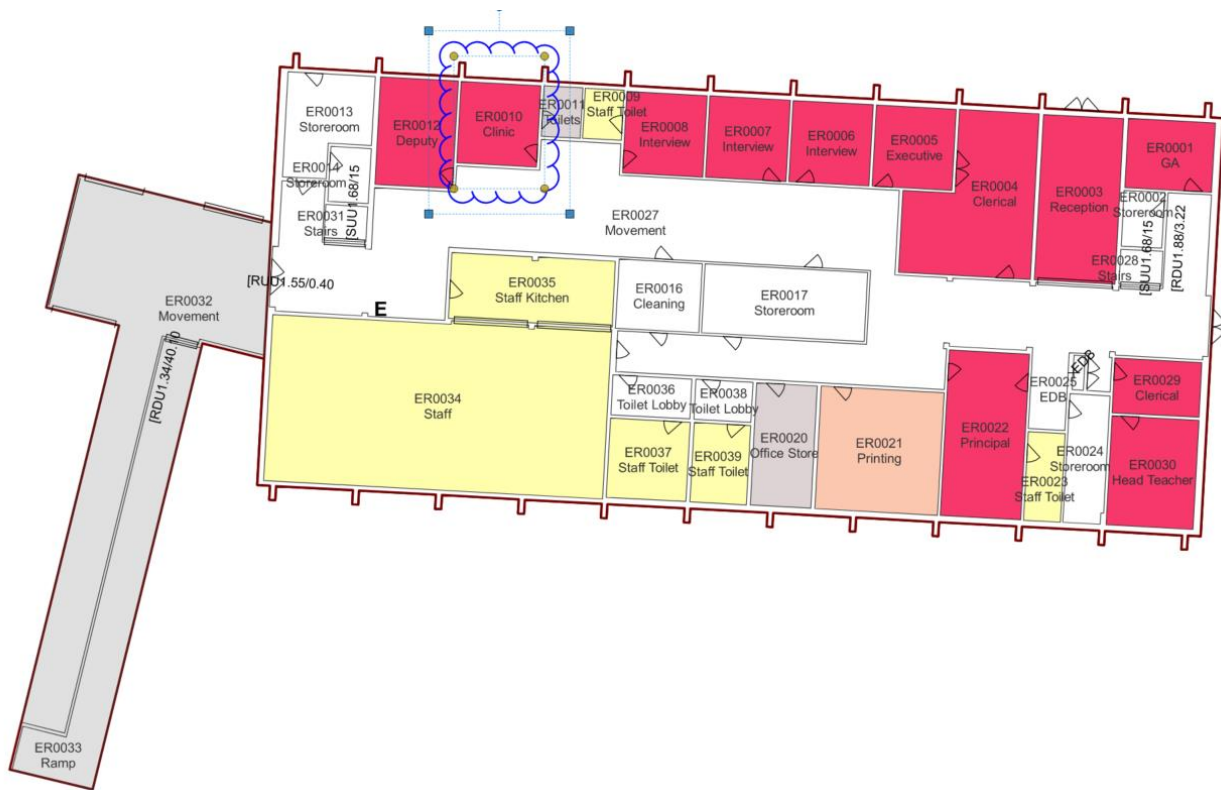 ER0013
Storeroom
ER0012
Deputy
ER0010
Clinic
ER0011
Toilets
ER0009
Staff Toilet
ER0008
Interview
ER0007
Interview
ER0006
Interview
ER0005
Executive
ER0004
Clerical
ER0003
Reception
ER0001
GA
ER0014
Storeroom
[SUU1.68/15
ER0031
Stairs
ER0027
Movement
ER0002
Storeroom
ER0028
Stairs
[SUU1.68/15
[RDU1.88/3.22
[RUU1.55/0.40
E
ER0032
Movement
[RDU1.34/40.10
ER0035
Staff Kitchen
ER0016
Cleaning
ER0017
Storeroom
ER0034
Staff
ER0036
Toilet Lobby
ER0038
Toilet Lobby
ER0037
Staff Toilet
ER0039
Staff Toilet
ER0020
Office Store
ER0021
Printing
ER0022
Principal
ER0025
EDB
EDB
ER0029
Clerical
ER0024
Storeroom
ER0023
Staff Toilet
ER0030
Head Teacher
ER0033
Ramp